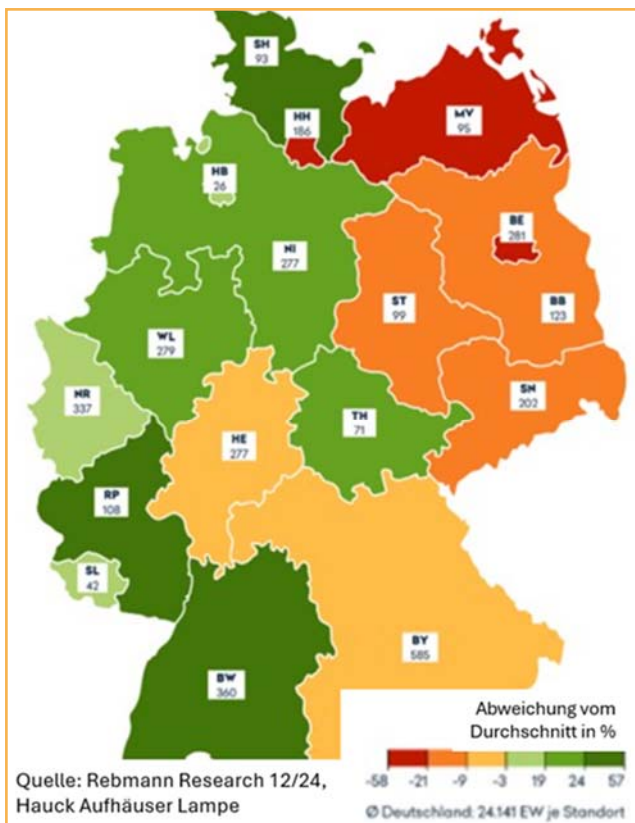 SH
93
HH
186
MV
95
HB
26
BE
281
NI
277
ST
99
BB
123
WL
279
NR
337
HE
277
TH
71
SN
202
RP
108
SL
42
BY
585
BW
360
Abweichung vom
Durchschnitt in %
-58 -21 -9 -3 19 24 57
Ø Deutschland: 24.141 EW je Standort
Quelle: Rebmann Research 12/24,
Hauck Aufhäuser Lampe